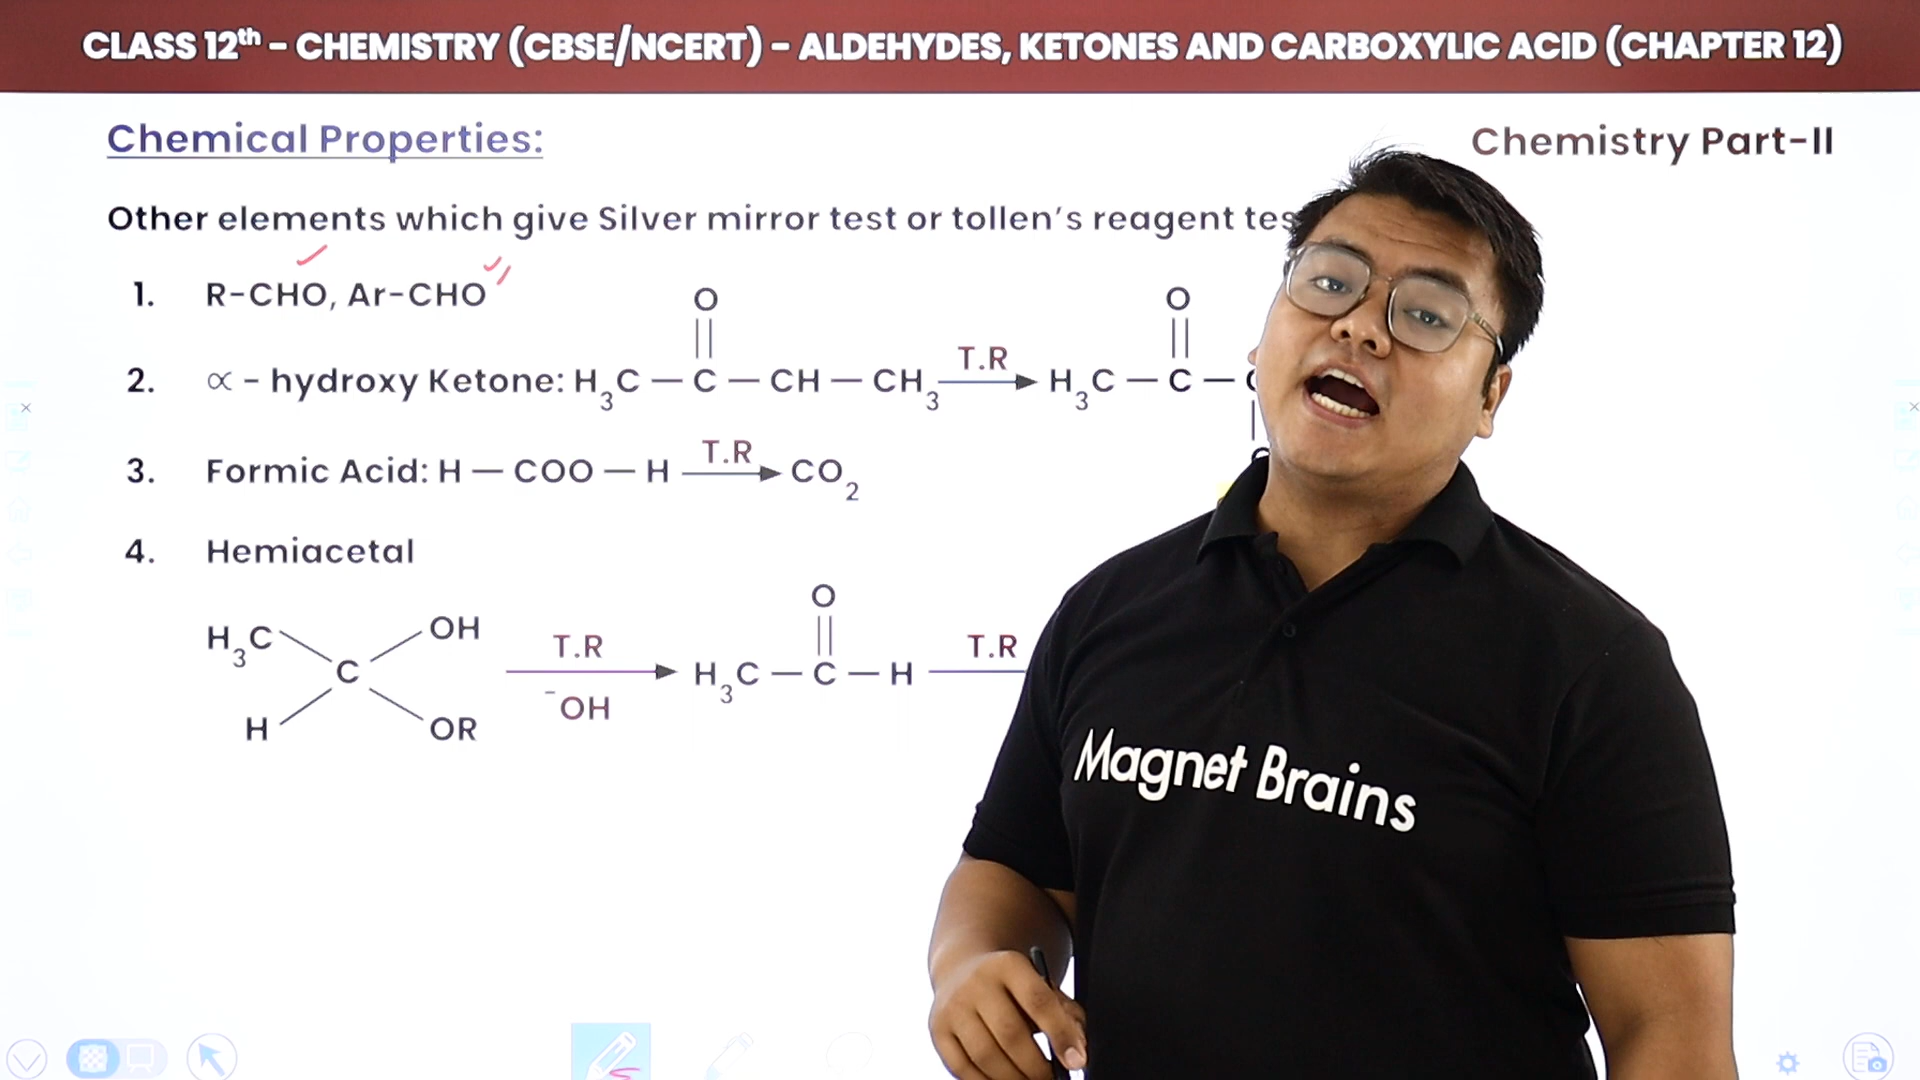 CLASS 12th – CHEMISTRY (CBSE/NCERT) – ALDEHYDES, KETONES AND CARBOXYLIC ACID (CHAPTER 12)
Chemical Properties:
Chemistry Part-II
Other elements which give Silver mirror test or tollen's reagent
1. R-CHO, Ar-CHO
O O
2. ∝ - hydroxy Ketone: H₃C — C — CH — CH₃ T.R H₃C — C —
3. Formic Acid: H — COO — H T.R CO₂
4. Hemiacetal
O
H₃C OH
C T.R H₃C — C — H T.R
⁻OH
H OR
Magnet Brains